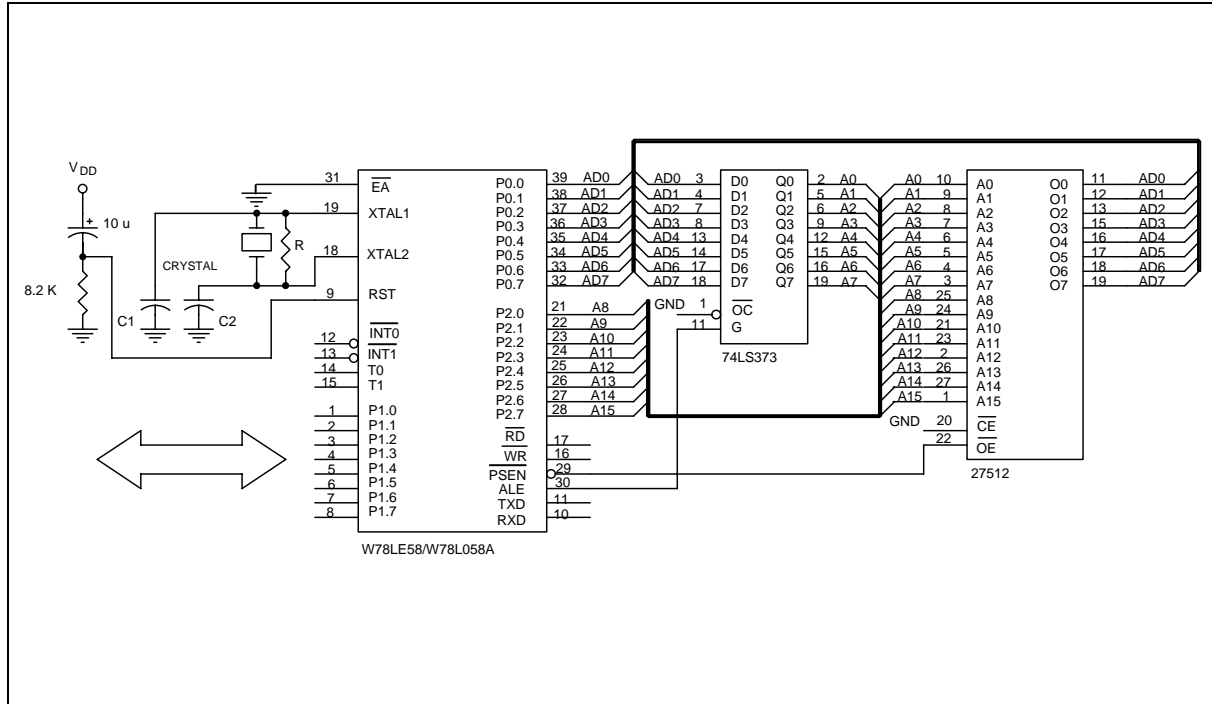 VDD
10 u
8.2 K
C1
C2
CRYSTAL
R
31 EA
19 XTAL1
18 XTAL2
9 RST
12 INT0
13 INT1
14 T0
15 T1
1 P1.0
2 P1.1
3 P1.2
4 P1.3
5 P1.4
6 P1.5
7 P1.6
8 P1.7
P0.0 39 AD0
P0.1 38 AD1
P0.2 37 AD2
P0.3 36 AD3
P0.4 35 AD4
P0.5 34 AD5
P0.6 33 AD6
P0.7 32 AD7
P2.0 21 A8
P2.1 22 A9
P2.2 23 A10
P2.3 24 A11
P2.4 25 A12
P2.5 26 A13
P2.6 27 A14
P2.7 28 A15
RD 17
WR 16
PSEN 29
ALE 30
TXD 11
RXD 10
W78LE58/W78L058A
AD0 3 D0 Q0 2 A0
AD1 4 D1 Q1 5 A1
AD2 7 D2 Q2 6 A2
AD3 8 D3 Q3 9 A3
AD4 13 D4 Q4 12 A4
AD5 14 D5 Q5 15 A5
AD6 17 D6 Q6 16 A6
AD7 18 D7 Q7 19 A7
GND 1 OC
11 G
74LS373
A0 10 A0 O0 11 AD0
A1 9 A1 O1 12 AD1
A2 8 A2 O2 13 AD2
A3 7 A3 O3 15 AD3
A4 6 A4 O4 16 AD4
A5 5 A5 O5 17 AD5
A6 4 A6 O6 18 AD6
A7 3 A7 O7 19 AD7
A8 25 A8
A9 24 A9
A10 21 A10
A11 23 A11
A12 2 A12
A13 26 A13
A14 27 A14
A15 1 A15
GND 20 CE
22 OE
27512